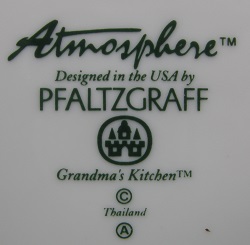 Atmosphere™
Designed in the USA by
PFALTZGRAFF
Grandma's Kitchen™
©
Thailand
Ⓐ